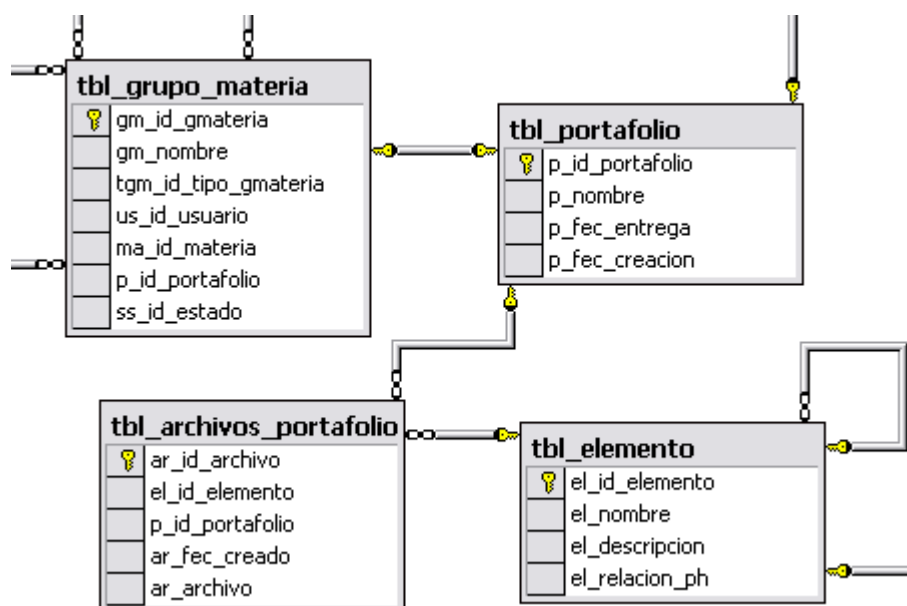 tbl_grupo_materia
gm_id_gmateria
gm_nombre
tgm_id_tipo_gmateria
us_id_usuario
ma_id_materia
p_id_portafolio
ss_id_estado
tbl_portafolio
p_id_portafolio
p_nombre
p_fec_entrega
p_fec_creacion
tbl_archivos_portafolio
ar_id_archivo
el_id_elemento
p_id_portafolio
ar_fec_creado
ar_archivo
tbl_elemento
el_id_elemento
el_nombre
el_descripcion
el_relacion_ph